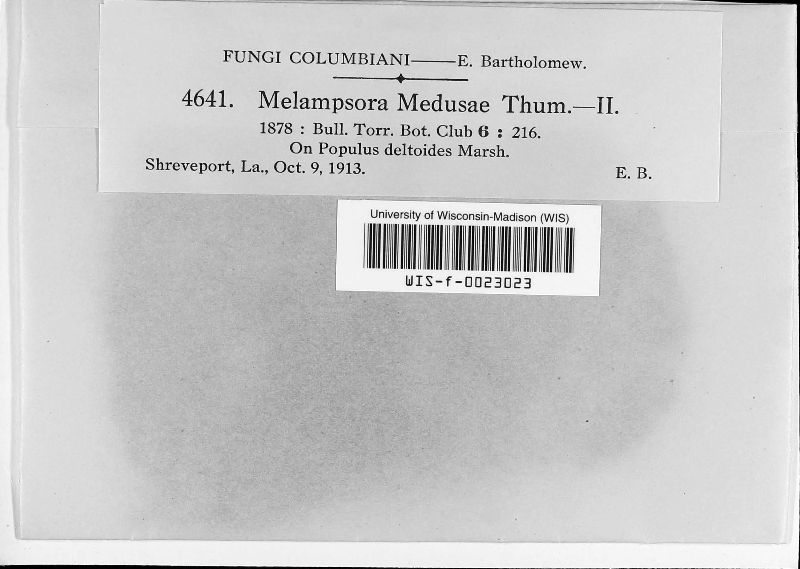 FUNGI COLUMBIANI——E. Bartholomew.
4641. Melampsora Medusae Thum.—II.
1878 : Bull. Torr. Bot. Club 6 : 216.
On Populus deltoides Marsh.
Shreveport, La., Oct. 9, 1913. E. B.
University of Wisconsin-Madison (WIS)
WIS-f-0023023